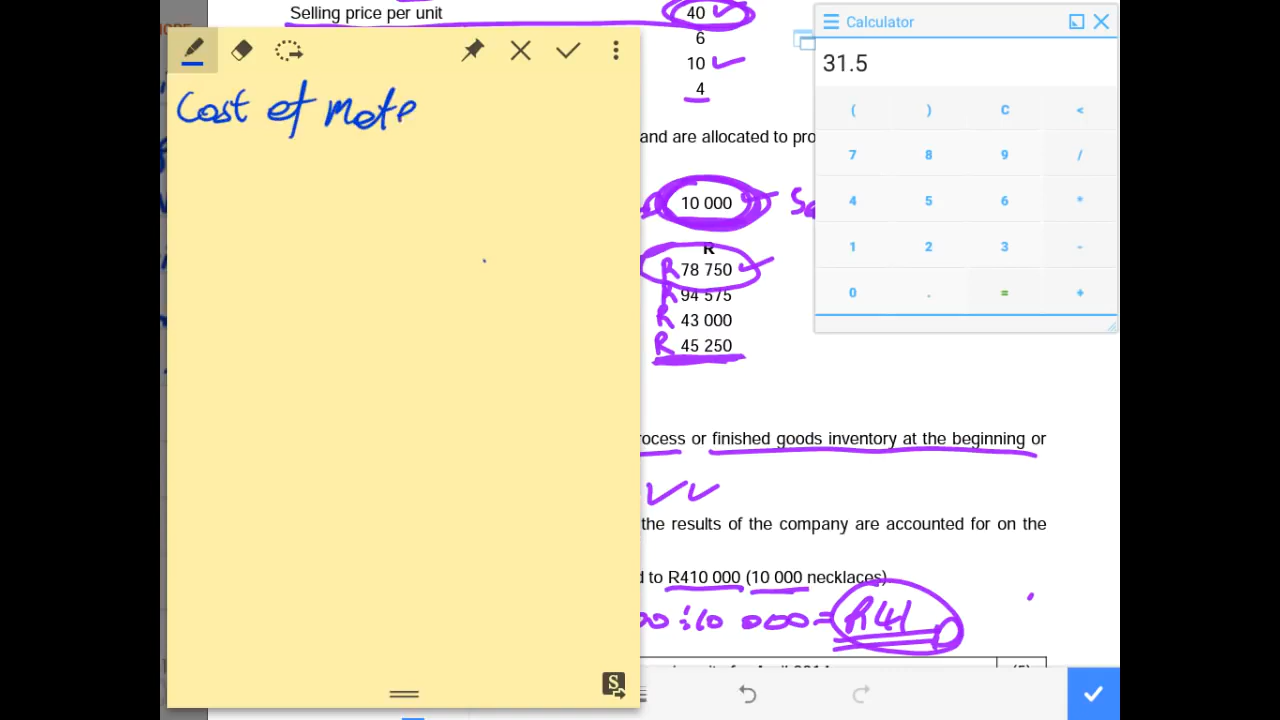 Selling price per unit 40
6
10
4
Calculator
31.5
( ) C <
7 8 9 /
4 5 6 *
1 2 3 -
0 . = +
Cost of Mate
and are allocated to pro
10 000
R
R 78 750
R 94 575
R 43 000
R 45 250
ocess or finished goods inventory at the beginning or
the results of the company are accounted for on the
d to R410 000 (10 000 necklaces)
00 ÷ 10 000 = R41
S